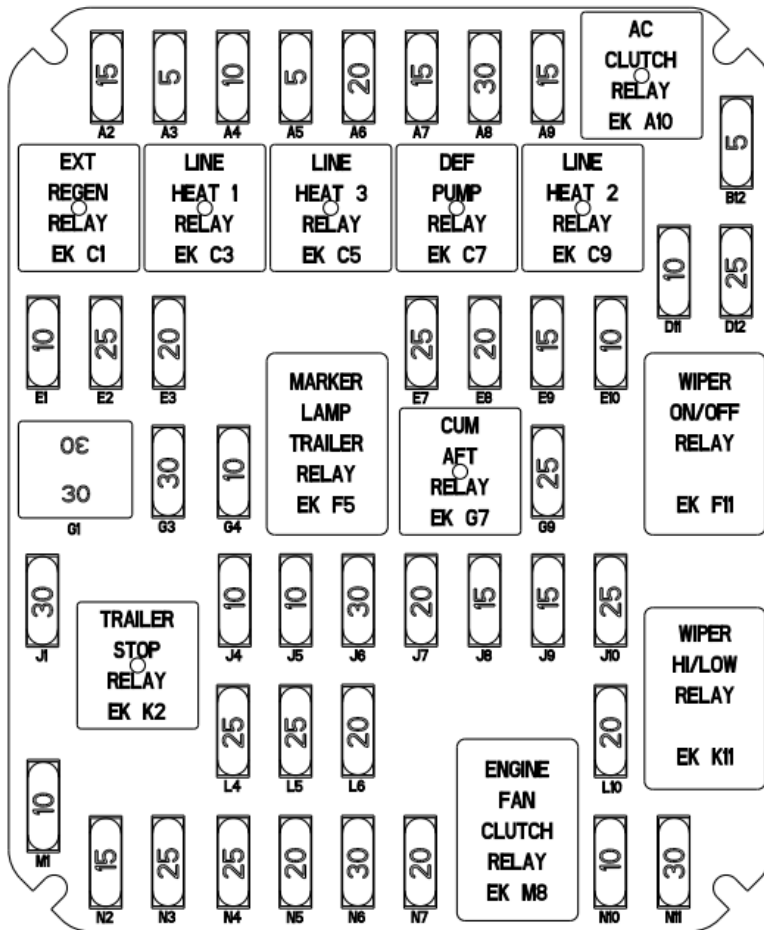 15 5 10 5 20 15 30 15
A2 A3 A4 A5 A6 A7 A8 A9
AC
CLUTCH
RELAY
EK A10
5
B12
EXT
REGEN
RELAY
EK C1
LINE
HEAT 1
RELAY
EK C3
LINE
HEAT 3
RELAY
EK C5
DEF
PUMP
RELAY
EK C7
LINE
HEAT 2
RELAY
EK C9
10 25
D11 D12
10 25 20
E1 E2 E3
25 20 15 10
E7 E8 E9 E10
30
30
G1
30 10
G3 G4
MARKER
LAMP
TRAILER
RELAY
EK F5
CUM
AFT
RELAY
EK G7
25
G9
WIPER
ON/OFF
RELAY
EK F11
30
J1
TRAILER
STOP
RELAY
EK K2
10 10 30 20 15 15 25
J4 J5 J6 J7 J8 J9 J10
WIPER
HI/LOW
RELAY
EK K11
25 25 20
L4 L5 L6
20
L10
10
M1
15 25 25 20 30 20
N2 N3 N4 N5 N6 N7
ENGINE
FAN
CLUTCH
RELAY
EK M8
10 30
N10 N11